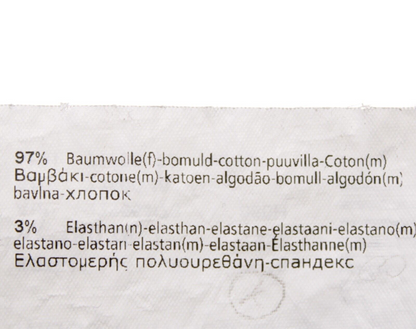 97% Baumwolle(f)-bomuld-cotton-puuvilla-Coton(m)
Βαμβάκι-cotone(m)-katoen-algodão-bomull-algodón(m)
bavlna-хлопок
3% Elasthan(n)-elasthan-elastane-elastaani-elastano(m)
elastano-elastan-elastan(m)-elastaan-Élasthanne(m)
Ελαστομερής πολυουρεθάνη-спандекс